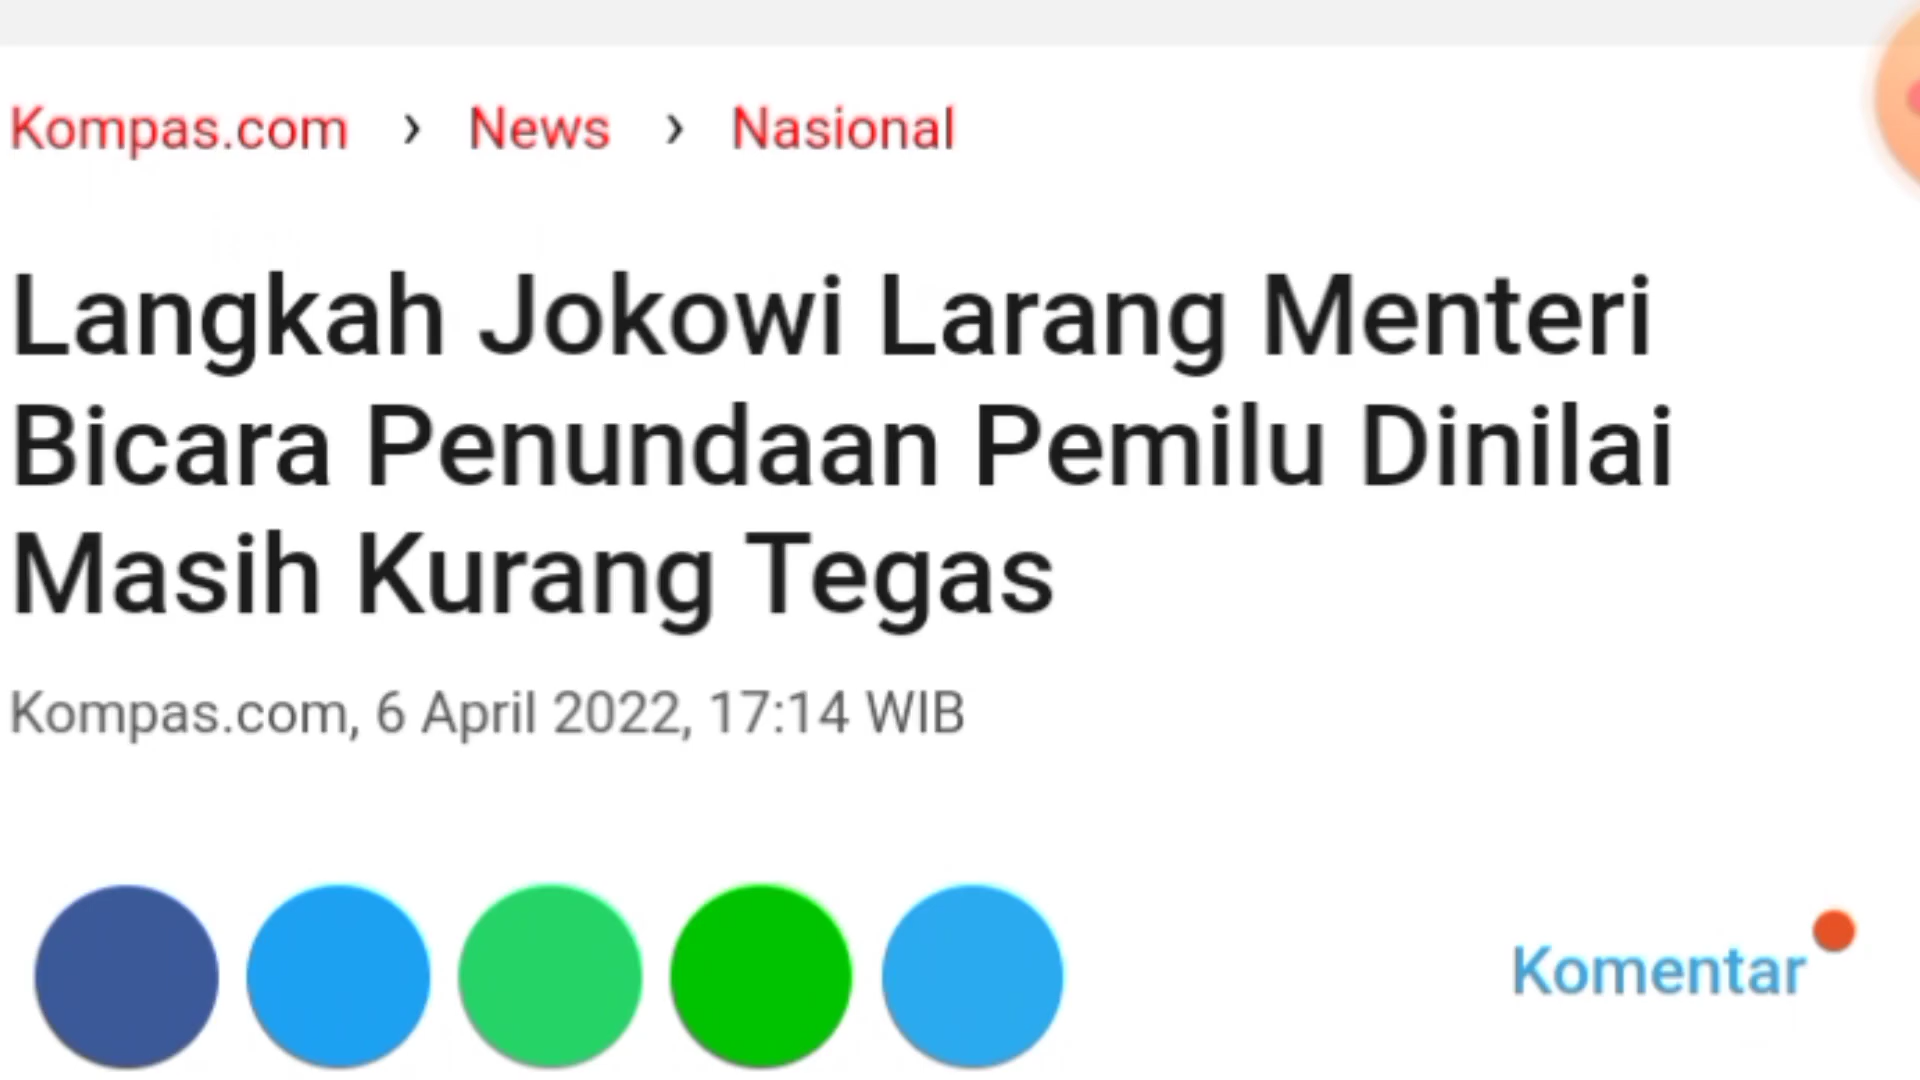 Kompas.com › News › Nasional
Langkah Jokowi Larang Menteri
Bicara Penundaan Pemilu Dinilai
Masih Kurang Tegas
Kompas.com, 6 April 2022, 17:14 WIB
Komentar